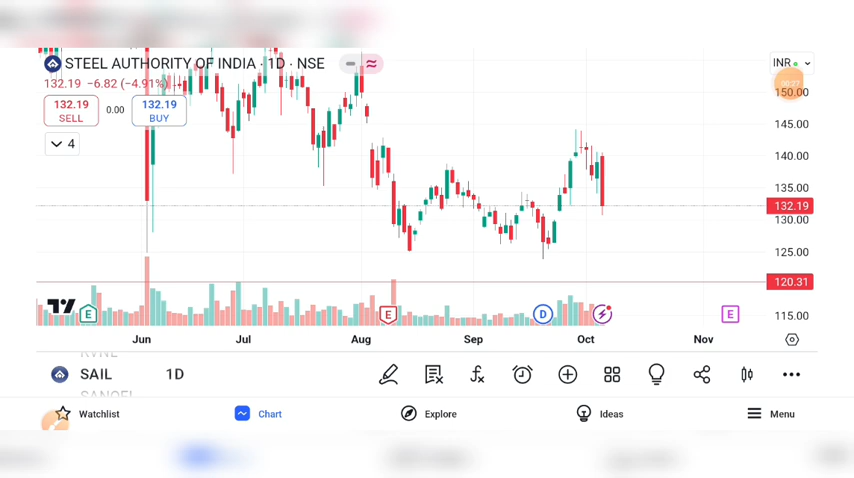 STEEL AUTHORITY OF INDIA · 1D · NSE
INR
132.19 −6.82 (−4.91%)
150.00
132.19
SELL
0.00
132.19
BUY
145.00
4
140.00
135.00
132.19
130.00
125.00
120.31
E
E
D
E
115.00
Jun
Jul
Aug
Sep
Oct
Nov
RVNL
SAIL
1D
Watchlist
Chart
Explore
Ideas
Menu